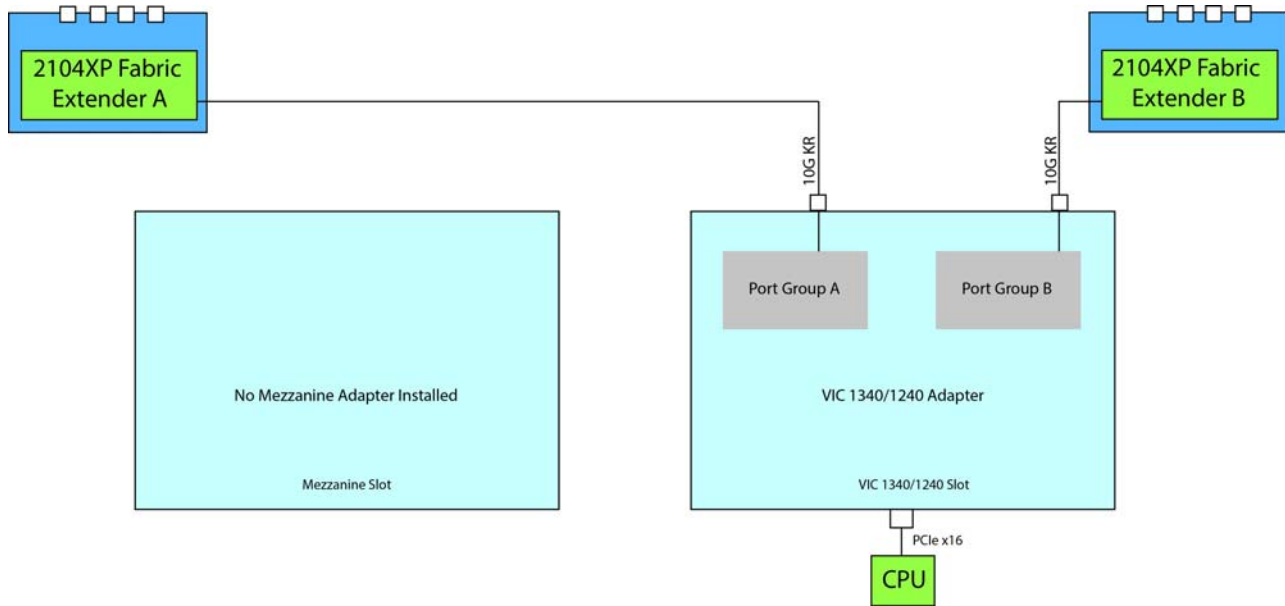 2104XP Fabric
Extender A
2104XP Fabric
Extender B
10G KR
10G KR
Port Group A
Port Group B
No Mezzanine Adapter Installed
VIC 1340/1240 Adapter
Mezzanine Slot
VIC 1340/1240 Slot
PCIe x16
CPU